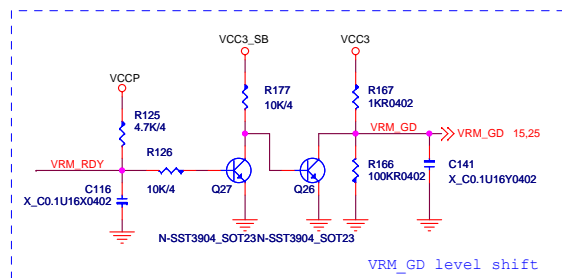 VCC3_SB
VCC3
VCCP
R177
10K/4
R167
1KR0402
R125
4.7K/4
VRM_GD
VRM_GD 15,25
R126
VRM_RDY
R166
100KR0402
C141
X_C0.1U16Y0402
C116
X_C0.1U16X0402
10K/4
Q27
Q26
N-SST3904_SOT23
N-SST3904_SOT23
VRM_GD level shift